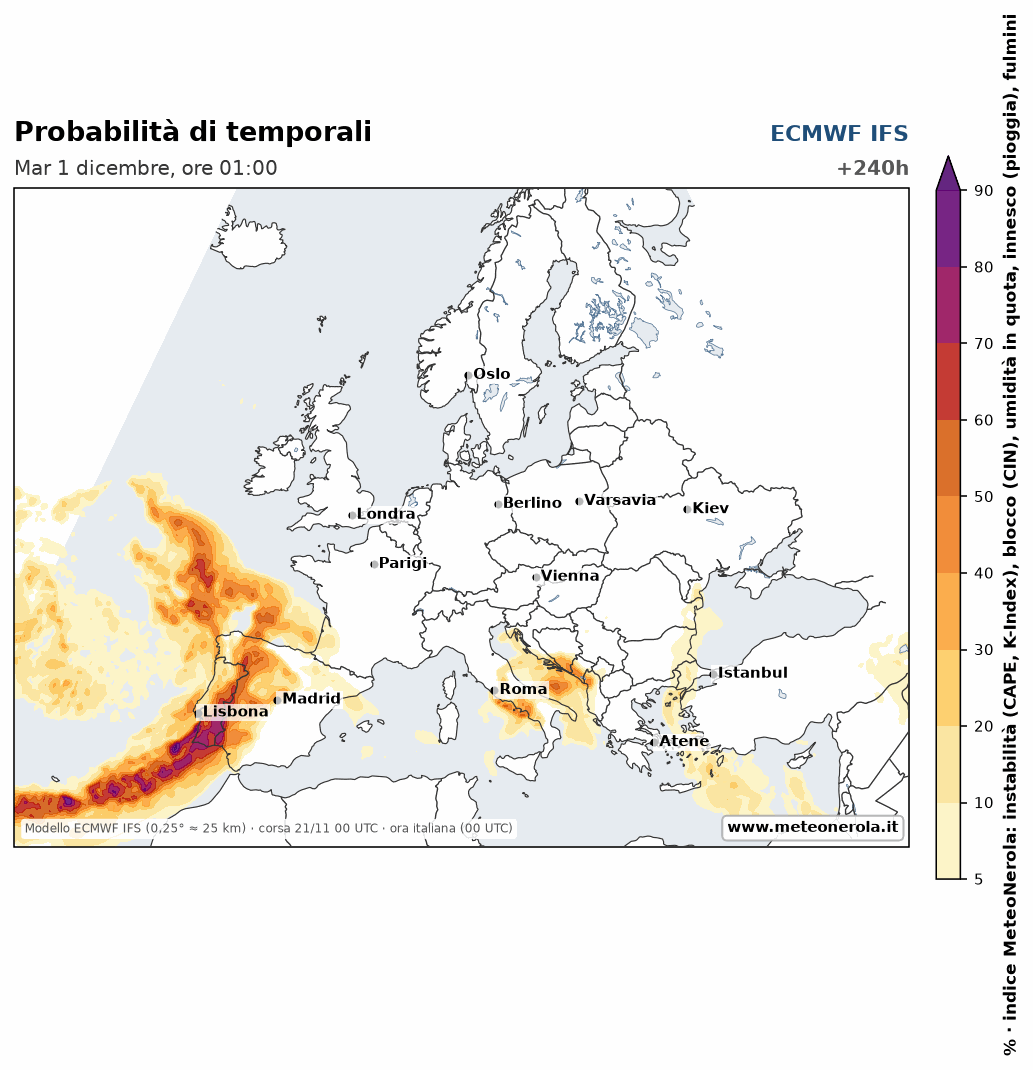 Probabilità di temporali
ECMWF IFS
Mar 1 dicembre, ore 01:00
+240h
Oslo
Londra
Berlino
Varsavia
Kiev
Parigi
Vienna
Istanbul
Roma
Madrid
Lisbona
Atene
Modello ECMWF IFS (0,25° ≈ 25 km) · corsa 21/11 00 UTC · ora italiana (00 UTC)
www.meteonerola.it
90
80
70
60
50
40
30
20
10
5
% · indice MeteoNerola: instabilità (CAPE, K-Index), blocco (CIN), umidità in quota, innesco (pioggia), fulmini